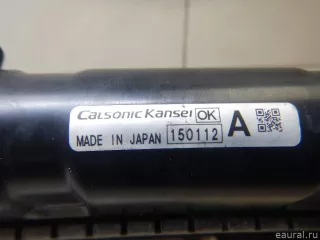 Calsonic Kansei OK
MADE IN JAPAN 150112 A
© eaural.ru